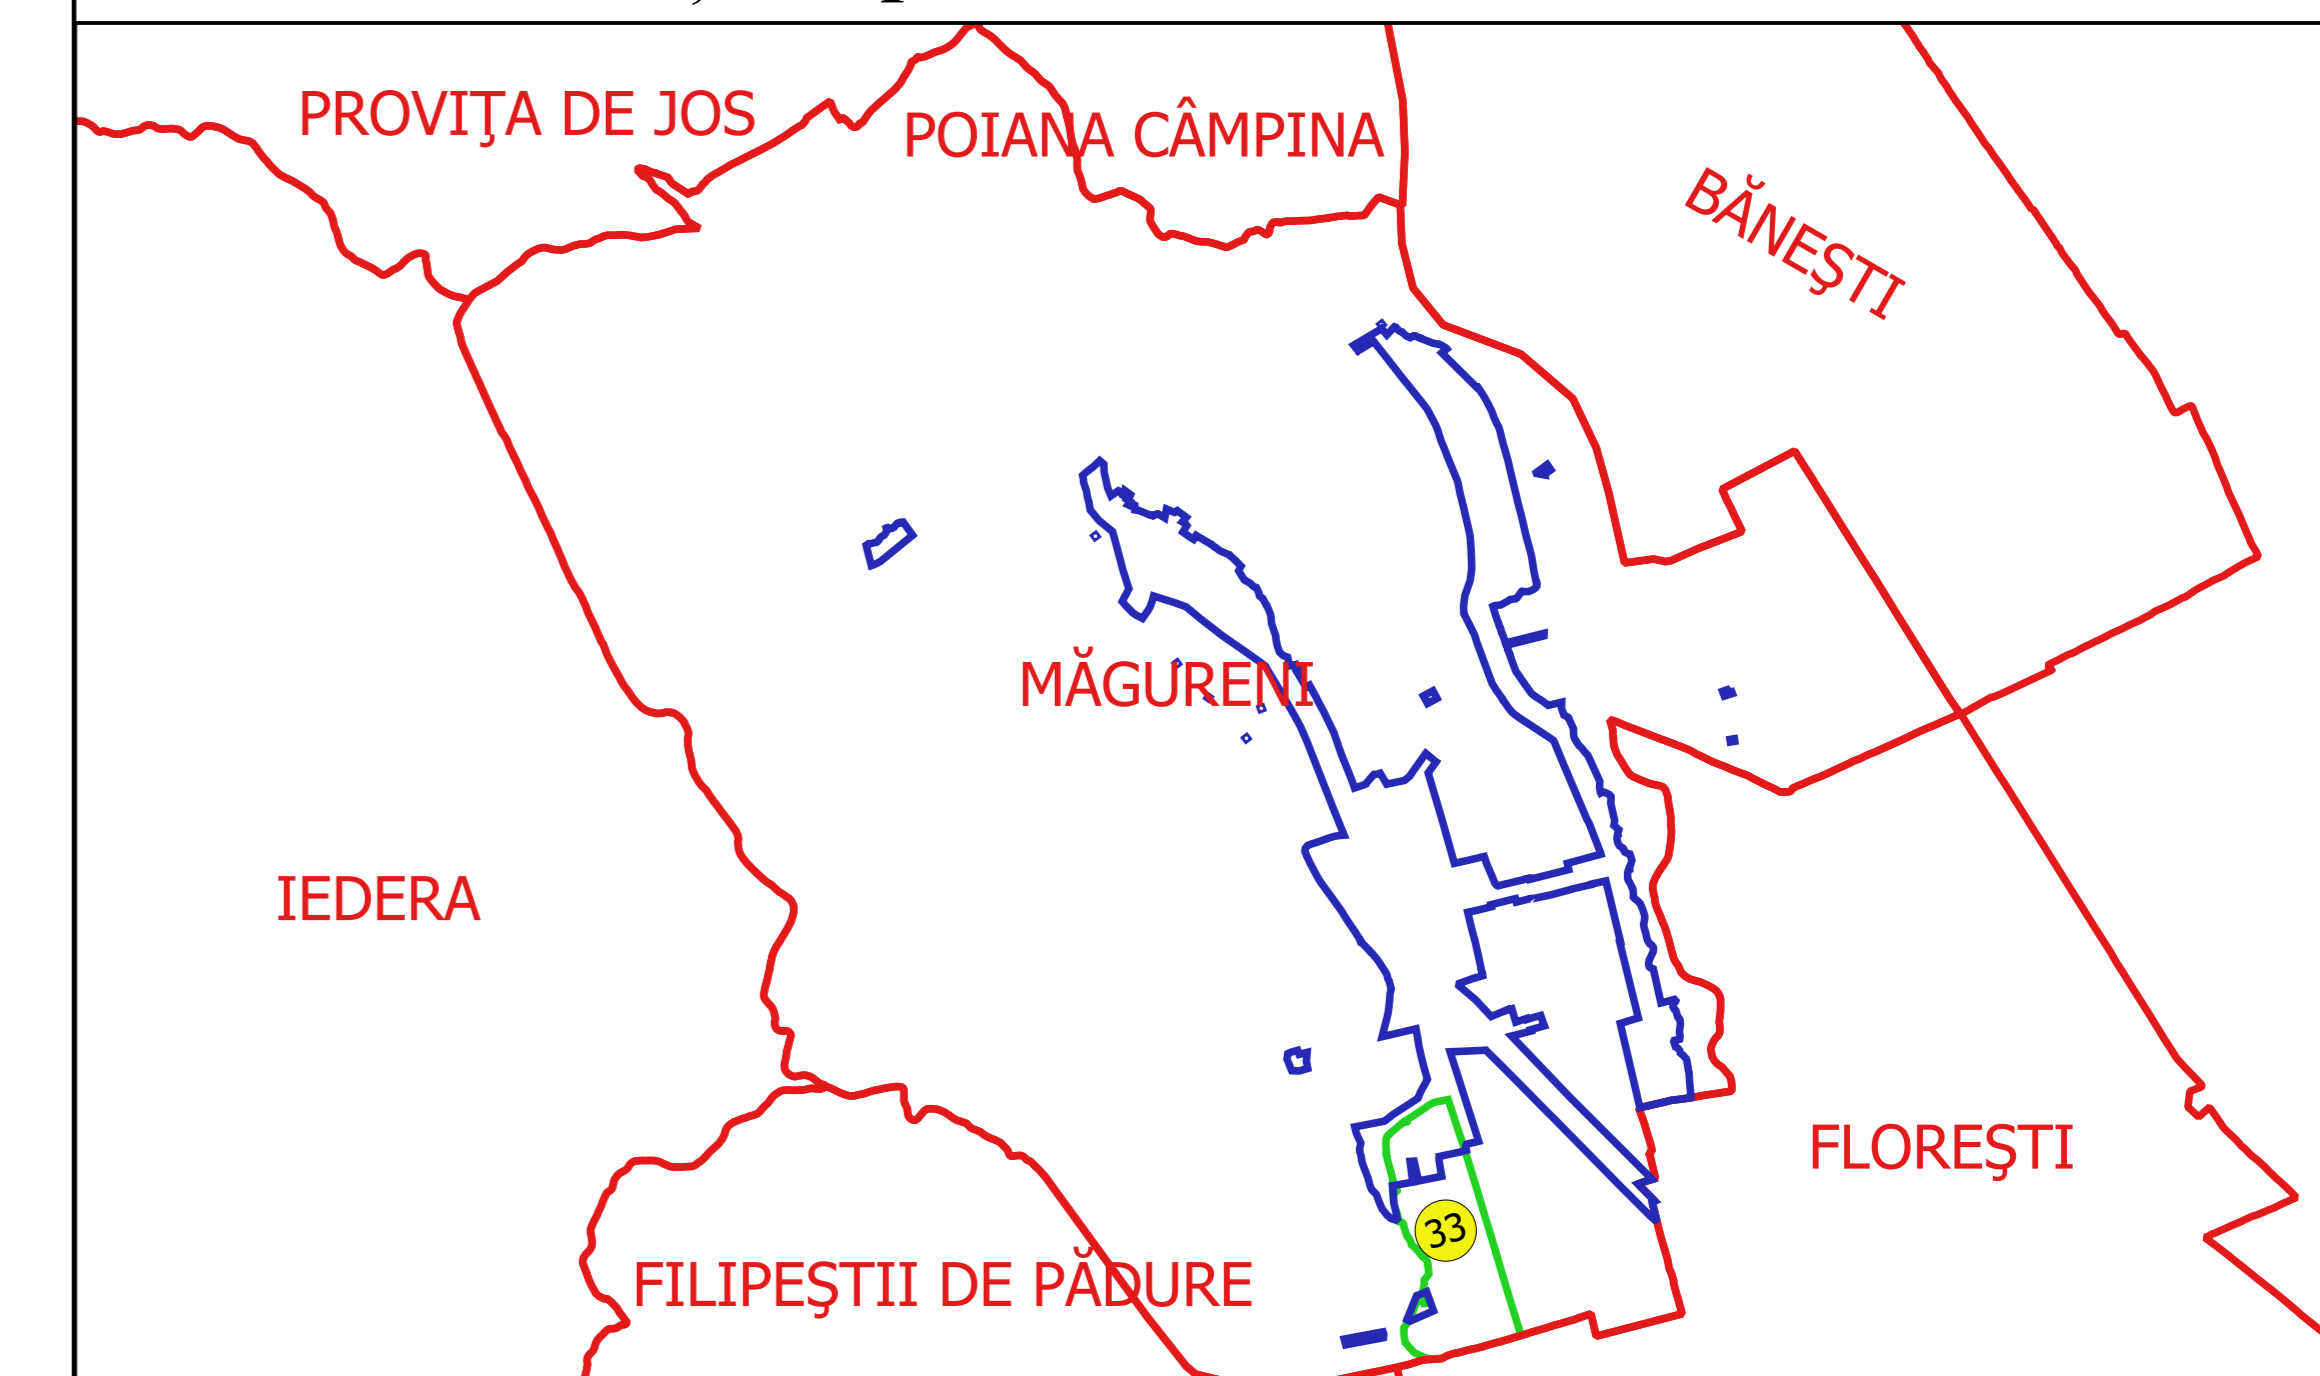 PROVIŢA DE JOS
POIANA CÂMPINA
BĂNEŞTI
MĂGURENI
IEDERA
FLOREŞTI
33
FILIPEŞTII DE PĂDURE